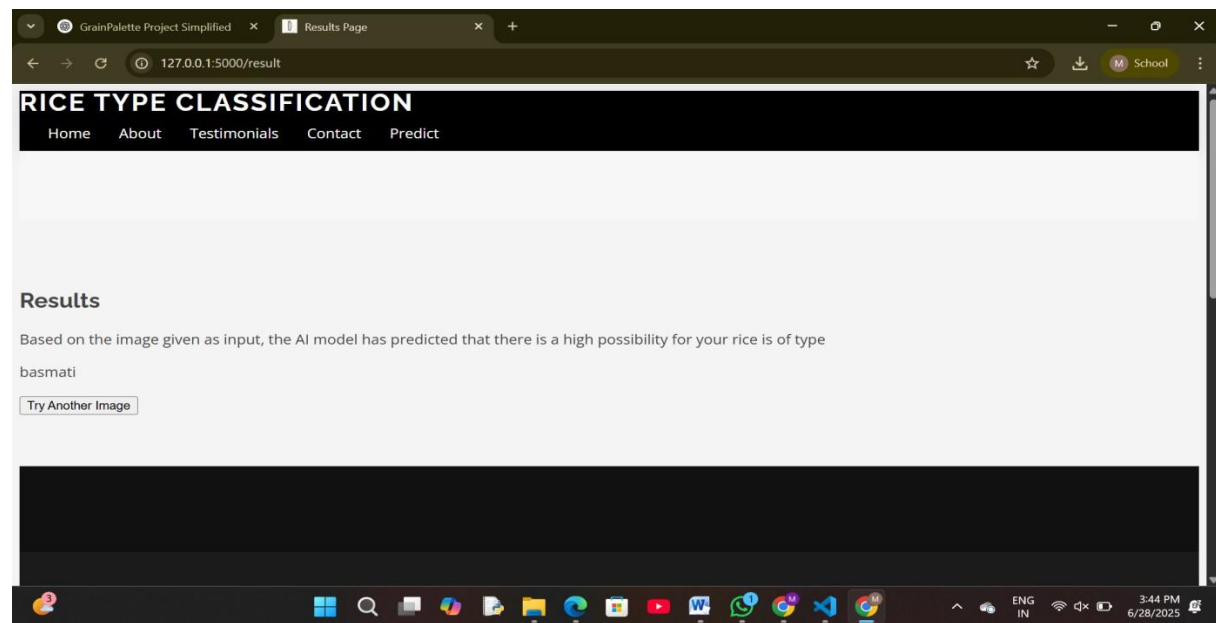 GrainPalette Project Simplified
Results Page
127.0.0.1:5000/result
M School
RICE TYPE CLASSIFICATION
Home About Testimonials Contact Predict
Results
Based on the image given as input, the AI model has predicted that there is a high possibility for your rice is of type
basmati
Try Another Image
3
W
1
M
M
ENG
IN
3:44 PM
6/28/2025